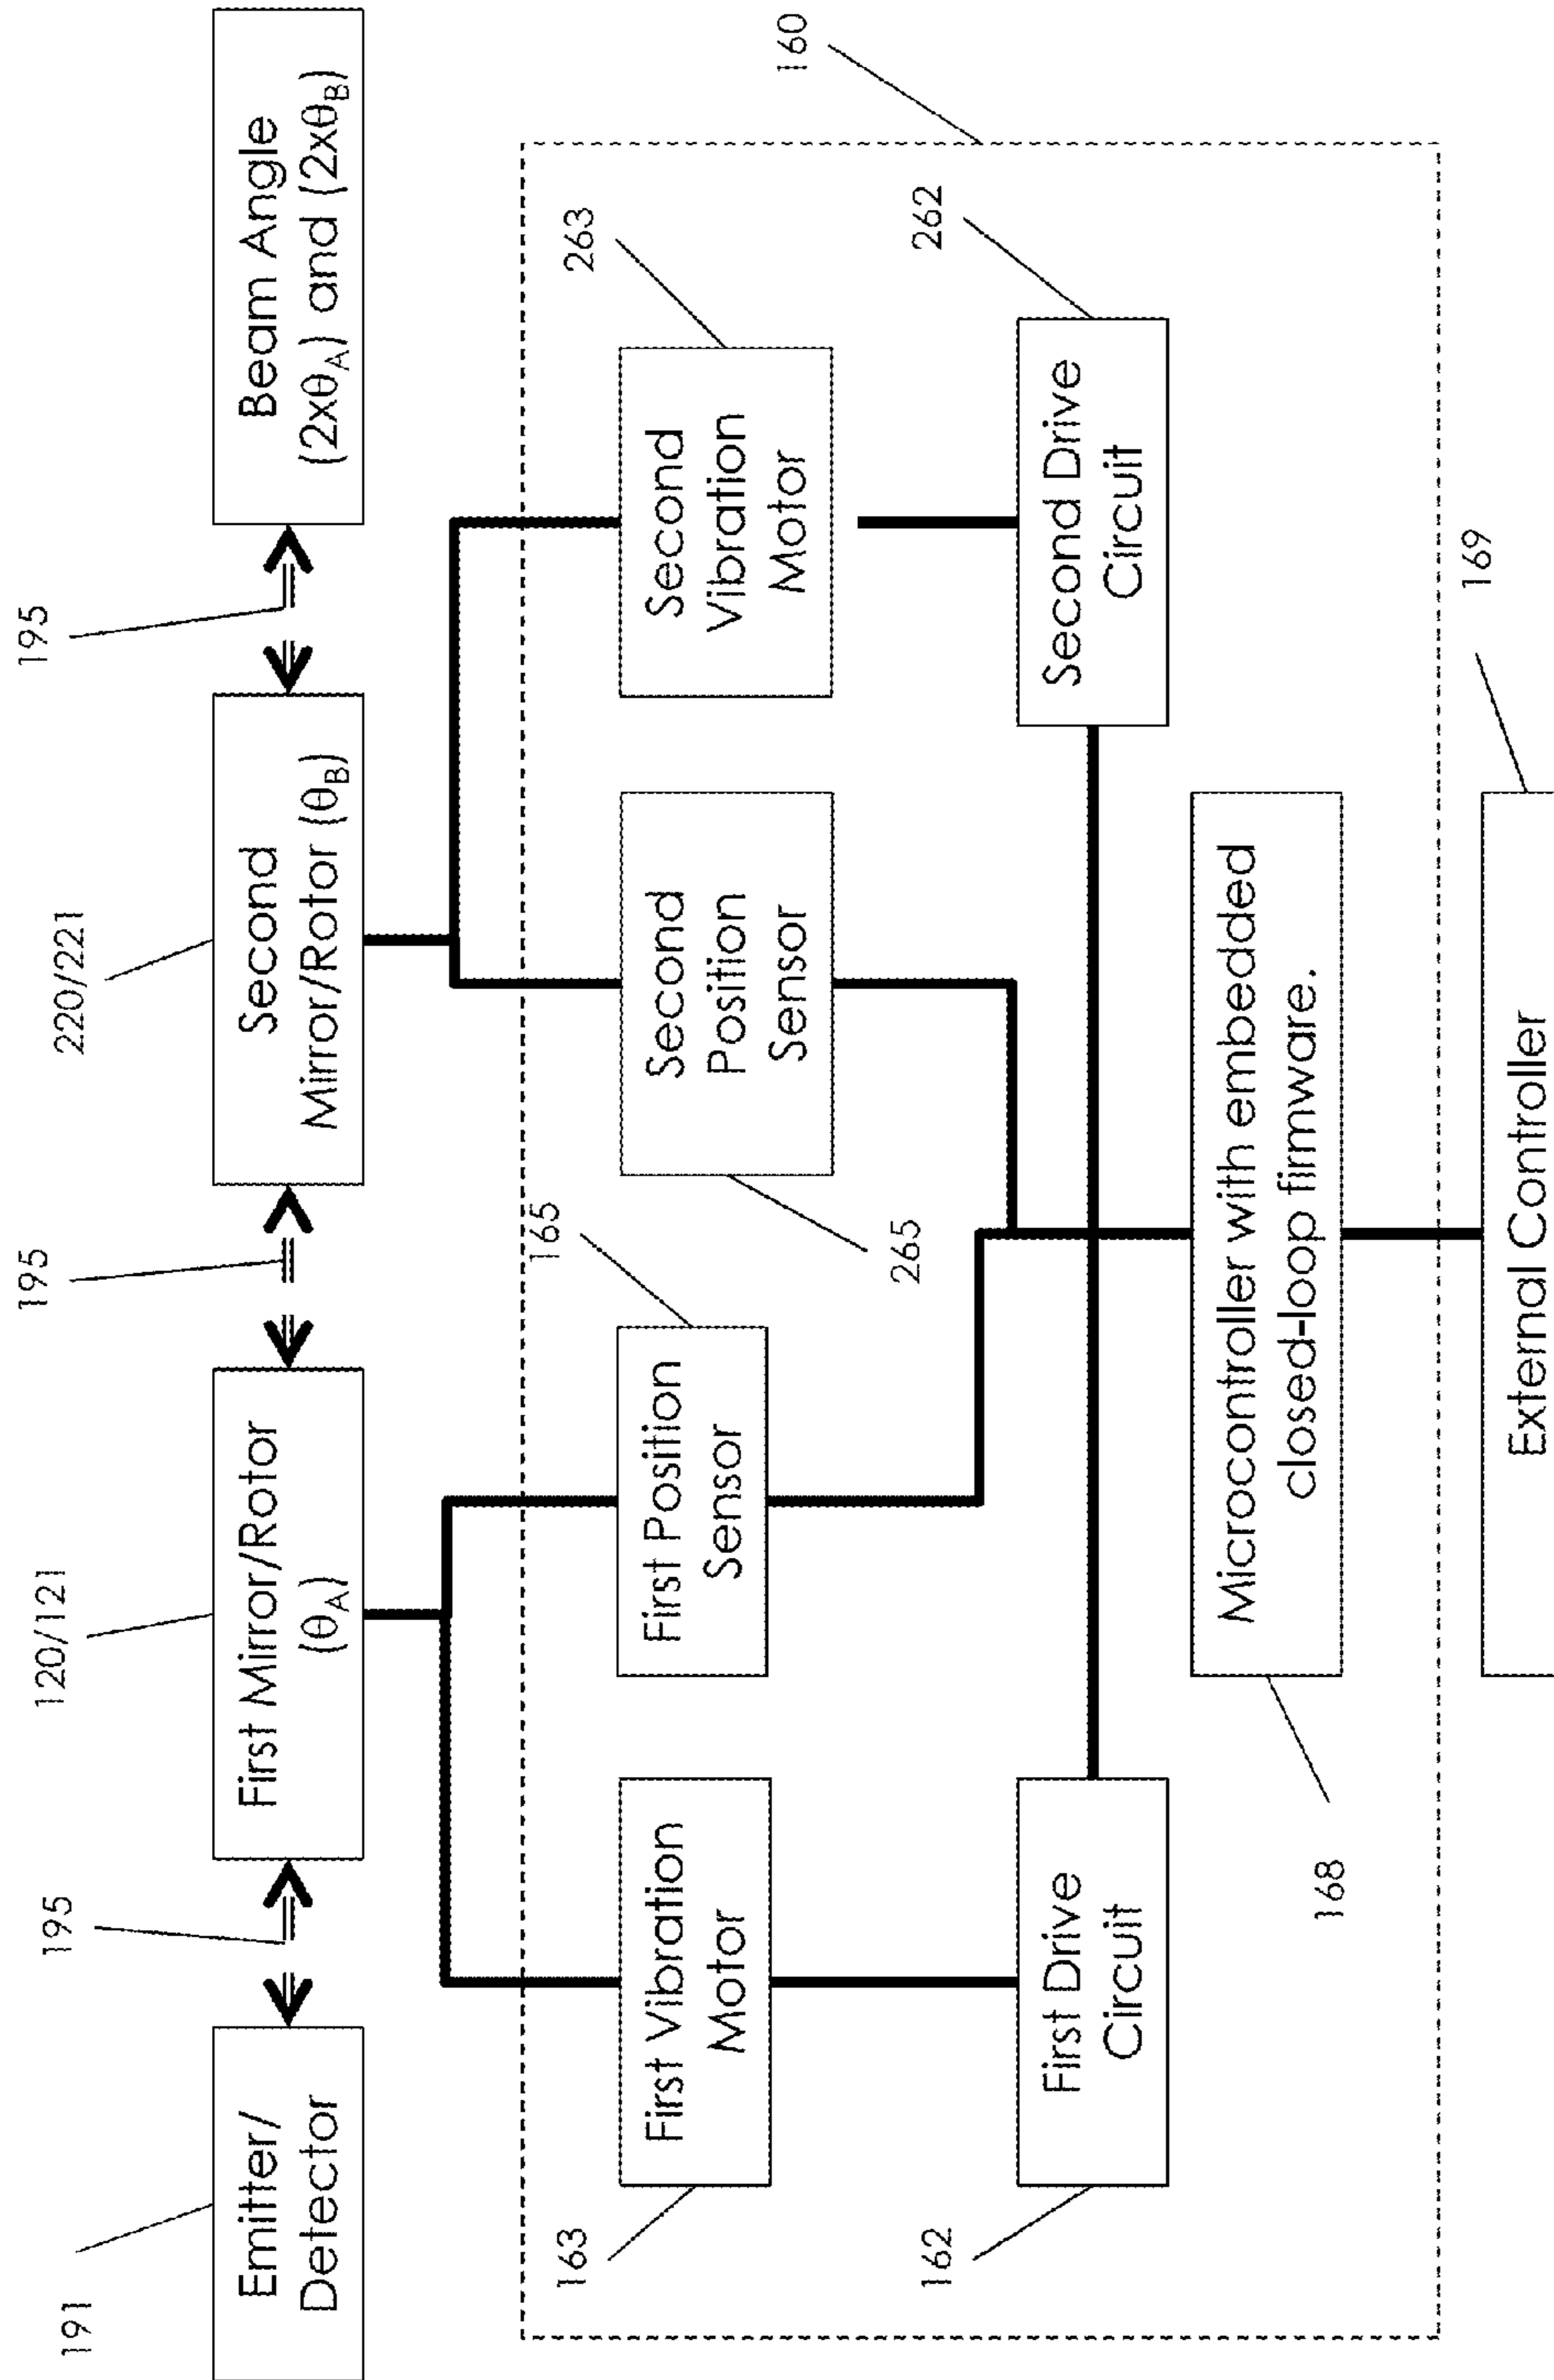 191
195
120/121
195
220/221
195
Emitter/
Detector
First Mirror/Rotor
(θA)
Second
Mirror/Rotor (θB)
Beam Angle
(2xθA) and (2xθB)
160
163
First Vibration
Motor
First Position
Sensor
165
Second
Position
Sensor
265
Second
Vibration
Motor
263
162
First Drive
Circuit
Second Drive
Circuit
262
168
Microcontroller with embedded
closed-loop firmware.
169
External Controller